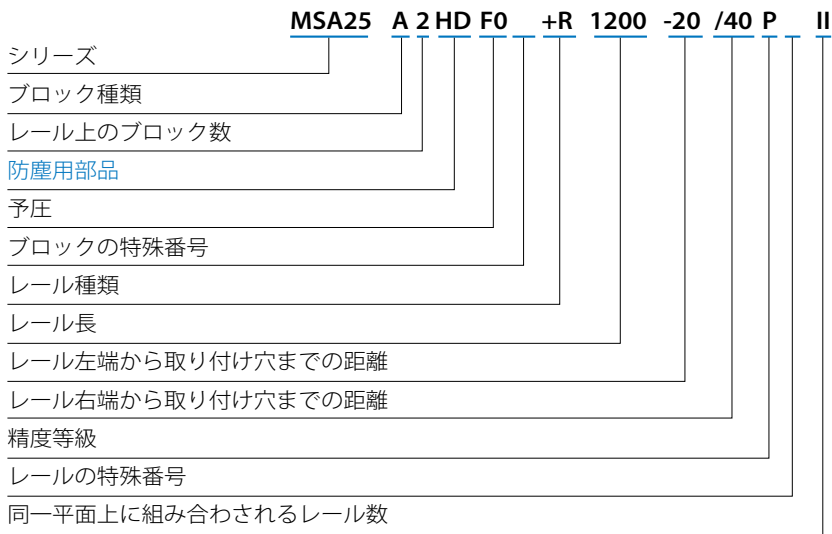 MSA25 A 2 HD F0 +R 1200 -20 /40 P II
シリーズ
ブロック種類
レール上のブロック数
防塵用部品
予圧
ブロックの特殊番号
レール種類
レール長
レール左端から取り付け穴までの距離
レール右端から取り付け穴までの距離
精度等級
レールの特殊番号
同一平面上に組み合わされるレール数